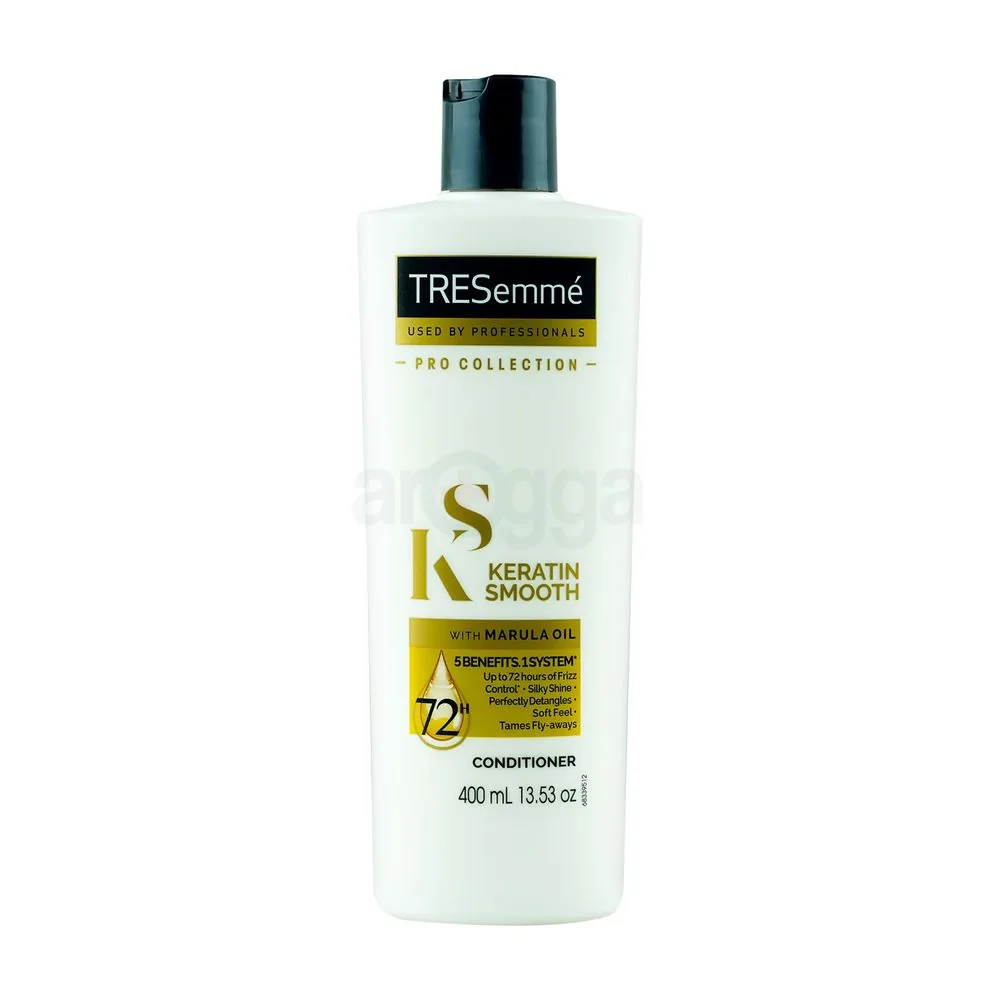 TRESemmé
USED BY PROFESSIONALS
PRO COLLECTION
arogga
KS
KERATIN
SMOOTH
WITH MARULA OIL
5 BENEFITS. 1 SYSTEM*
Up to 72 hours of Frizz
Control* • Silky Shine •
Perfectly Detangles •
Soft Feel •
Tames Fly-aways
72H
CONDITIONER
400 mL 13.53 oz
68339512